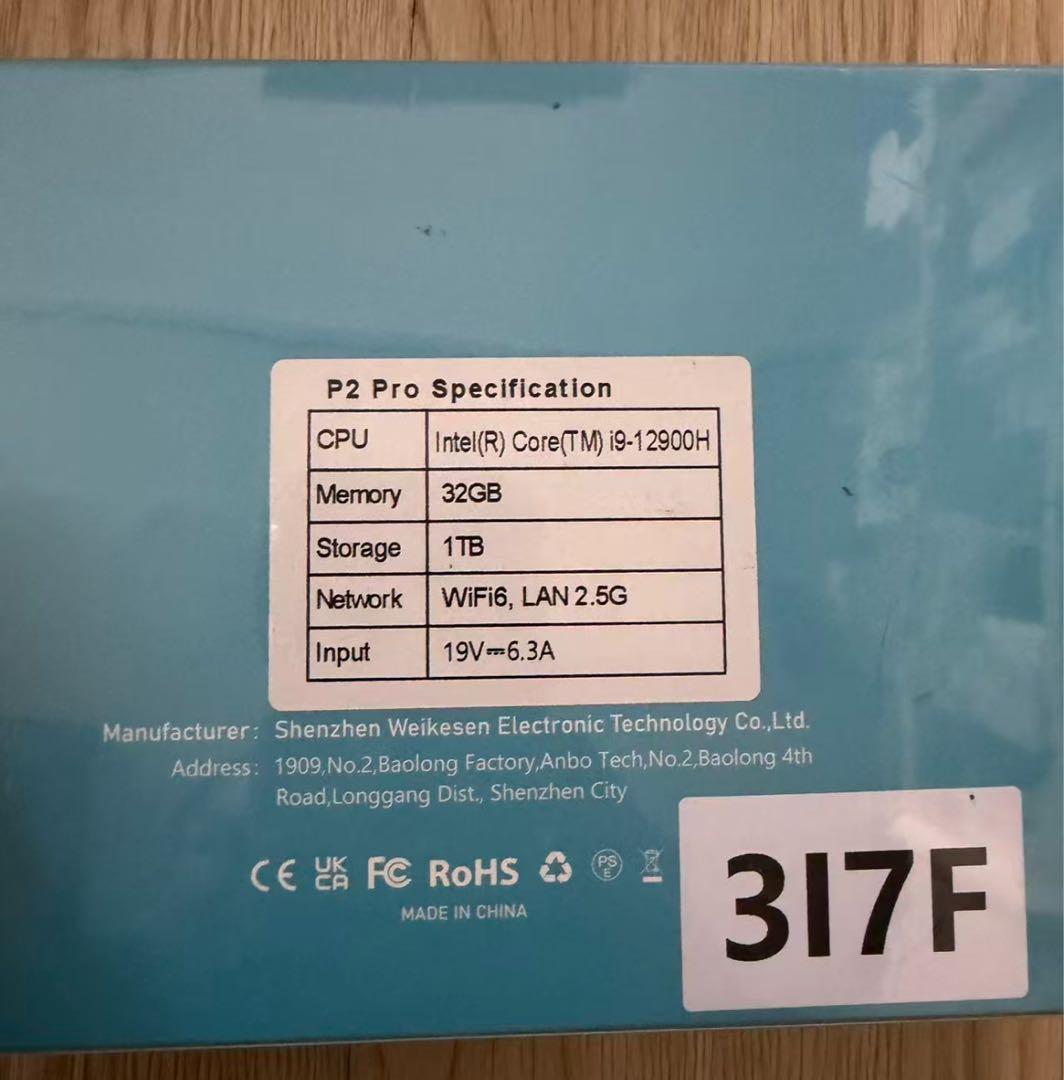 P2 Pro Specification
CPU Intel(R) Core(TM) i9-12900H
Memory 32GB
Storage 1TB
Network WiFi6, LAN 2.5G
Input 19V⎓6.3A
Manufacturer: Shenzhen Weikesen Electronic Technology Co.,Ltd.
Address: 1909,No.2,Baolong Factory,Anbo Tech,No.2,Baolong 4th
Road,Longgang Dist., Shenzhen City
CE UK CA FC RoHS PS E
MADE IN CHINA
3I7F